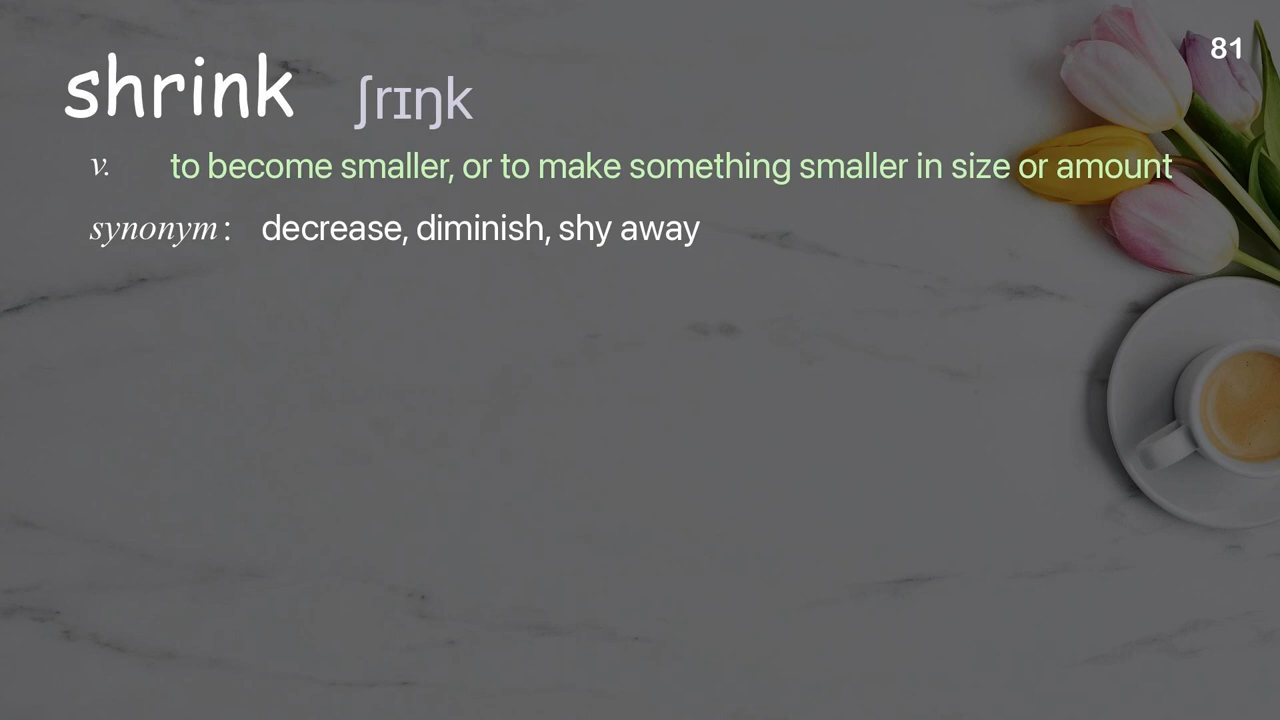 81
shrink ʃrɪŋk
v. to become smaller, or to make something smaller in size or amount
synonym : decrease, diminish, shy away